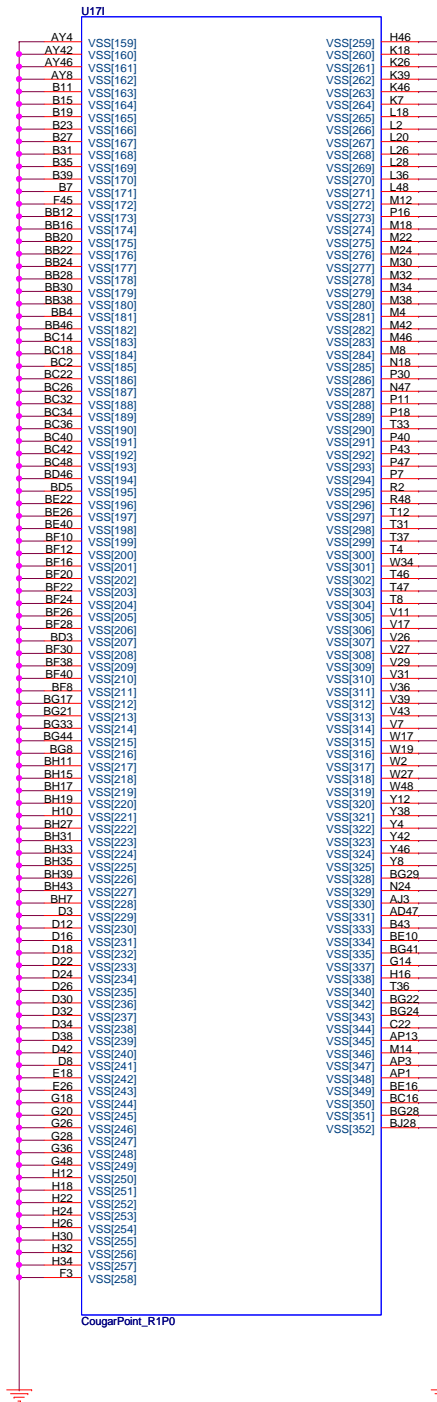 U17I
AY4 VSS[159]
AY42 VSS[160]
AY46 VSS[161]
AY8 VSS[162]
B11 VSS[163]
B15 VSS[164]
B19 VSS[165]
B23 VSS[166]
B27 VSS[167]
B31 VSS[168]
B35 VSS[169]
B39 VSS[170]
B7 VSS[171]
F45 VSS[172]
BB12 VSS[173]
BB16 VSS[174]
BB20 VSS[175]
BB22 VSS[176]
BB24 VSS[177]
BB28 VSS[178]
BB30 VSS[179]
BB38 VSS[180]
BB4 VSS[181]
BB46 VSS[182]
BC14 VSS[183]
BC18 VSS[184]
BC2 VSS[185]
BC22 VSS[186]
BC26 VSS[187]
BC32 VSS[188]
BC34 VSS[189]
BC36 VSS[190]
BC40 VSS[191]
BC42 VSS[192]
BC48 VSS[193]
BD46 VSS[194]
BD5 VSS[195]
BE22 VSS[196]
BE26 VSS[197]
BE40 VSS[198]
BF10 VSS[199]
BF12 VSS[200]
BF16 VSS[201]
BF20 VSS[202]
BF22 VSS[203]
BF24 VSS[204]
BF26 VSS[205]
BF28 VSS[206]
BD3 VSS[207]
BF30 VSS[208]
BF38 VSS[209]
BF40 VSS[210]
BF8 VSS[211]
BG17 VSS[212]
BG21 VSS[213]
BG33 VSS[214]
BG44 VSS[215]
BG8 VSS[216]
BH11 VSS[217]
BH15 VSS[218]
BH17 VSS[219]
BH19 VSS[220]
H10 VSS[221]
BH27 VSS[222]
BH31 VSS[223]
BH33 VSS[224]
BH35 VSS[225]
BH39 VSS[226]
BH43 VSS[227]
BH7 VSS[228]
D3 VSS[229]
D12 VSS[230]
D16 VSS[231]
D18 VSS[232]
D22 VSS[233]
D24 VSS[234]
D26 VSS[235]
D30 VSS[236]
D32 VSS[237]
D34 VSS[238]
D38 VSS[239]
D42 VSS[240]
D8 VSS[241]
E18 VSS[242]
E26 VSS[243]
G18 VSS[244]
G20 VSS[245]
G26 VSS[246]
G28 VSS[247]
G36 VSS[248]
G48 VSS[249]
H12 VSS[250]
H18 VSS[251]
H22 VSS[252]
H24 VSS[253]
H26 VSS[254]
H30 VSS[255]
H32 VSS[256]
H34 VSS[257]
F3 VSS[258]
VSS[259] H46
VSS[260] K18
VSS[261] K26
VSS[262] K39
VSS[263] K46
VSS[264] K7
VSS[265] L18
VSS[266] L2
VSS[267] L20
VSS[268] L26
VSS[269] L28
VSS[270] L36
VSS[271] L48
VSS[272] M12
VSS[273] P16
VSS[274] M18
VSS[275] M22
VSS[276] M24
VSS[277] M30
VSS[278] M32
VSS[279] M34
VSS[280] M38
VSS[281] M4
VSS[282] M42
VSS[283] M46
VSS[284] M8
VSS[285] N18
VSS[286] P30
VSS[287] N47
VSS[288] P11
VSS[289] P18
VSS[290] T33
VSS[291] P40
VSS[292] P43
VSS[293] P47
VSS[294] P7
VSS[295] R2
VSS[296] R48
VSS[297] T12
VSS[298] T31
VSS[299] T37
VSS[300] T4
VSS[301] W34
VSS[302] T46
VSS[303] T47
VSS[304] T8
VSS[305] V11
VSS[306] V17
VSS[307] V26
VSS[308] V27
VSS[309] V29
VSS[310] V31
VSS[311] V36
VSS[312] V39
VSS[313] V43
VSS[314] V7
VSS[315] W17
VSS[316] W19
VSS[317] W2
VSS[318] W27
VSS[319] W48
VSS[320] Y12
VSS[321] Y38
VSS[322] Y4
VSS[323] Y42
VSS[324] Y46
VSS[325] Y8
VSS[328] BG29
VSS[329] N24
VSS[330] AJ3
VSS[331] AD47
VSS[333] B43
VSS[334] BE10
VSS[335] BG41
VSS[337] G14
VSS[338] H16
VSS[340] T36
VSS[342] BG22
VSS[343] BG24
VSS[344] C22
VSS[345] AP13
VSS[346] M14
VSS[347] AP3
VSS[348] AP1
VSS[349] BE16
VSS[350] BC16
VSS[351] BG28
VSS[352] BJ28
CougarPoint_R1P0